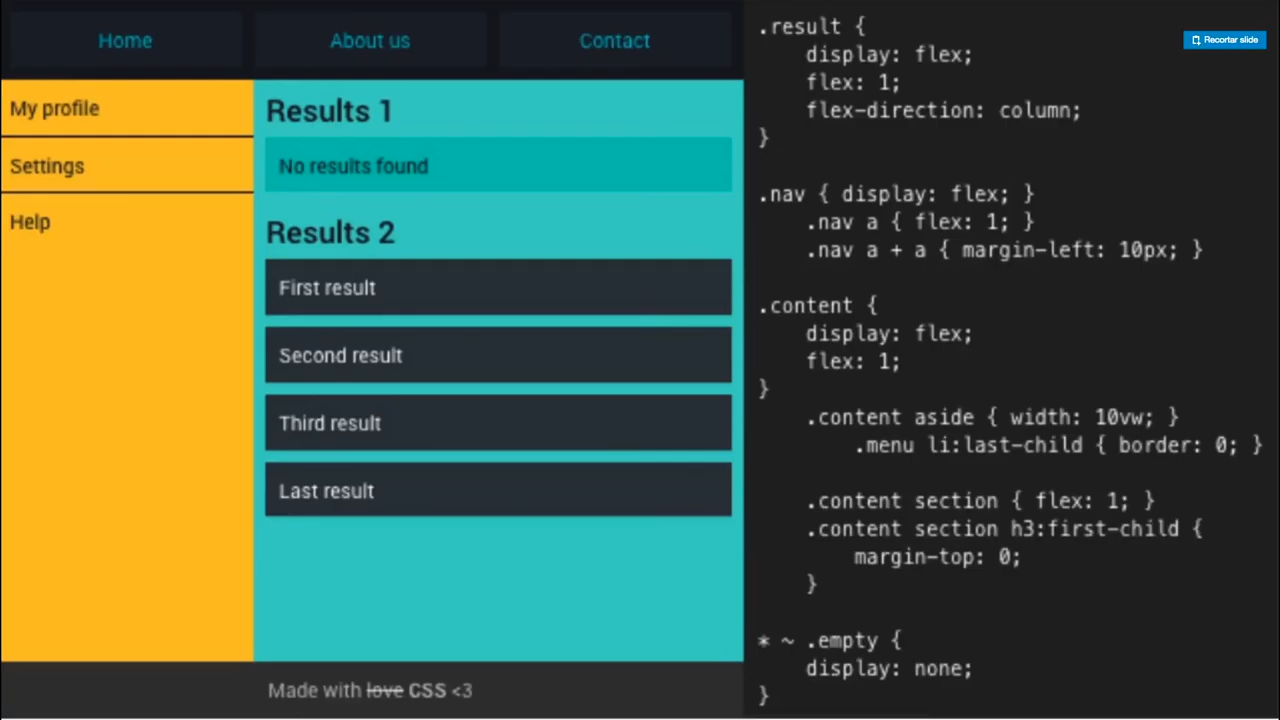 Home
About us
Contact
My profile
Settings
Help
Results 1
No results found
Results 2
First result
Second result
Third result
Last result
Made with love CSS <3
.result {
    display: flex;
    flex: 1;
    flex-direction: column;
}
.nav { display: flex; }
    .nav a { flex: 1; }
    .nav a + a { margin-left: 10px; }
.content {
    display: flex;
    flex: 1;
}
    .content aside { width: 10vw; }
        .menu li:last-child { border: 0; }
    .content section { flex: 1; }
    .content section h3:first-child {
        margin-top: 0;
    }
* ~ .empty {
    display: none;
}
Recortar slide